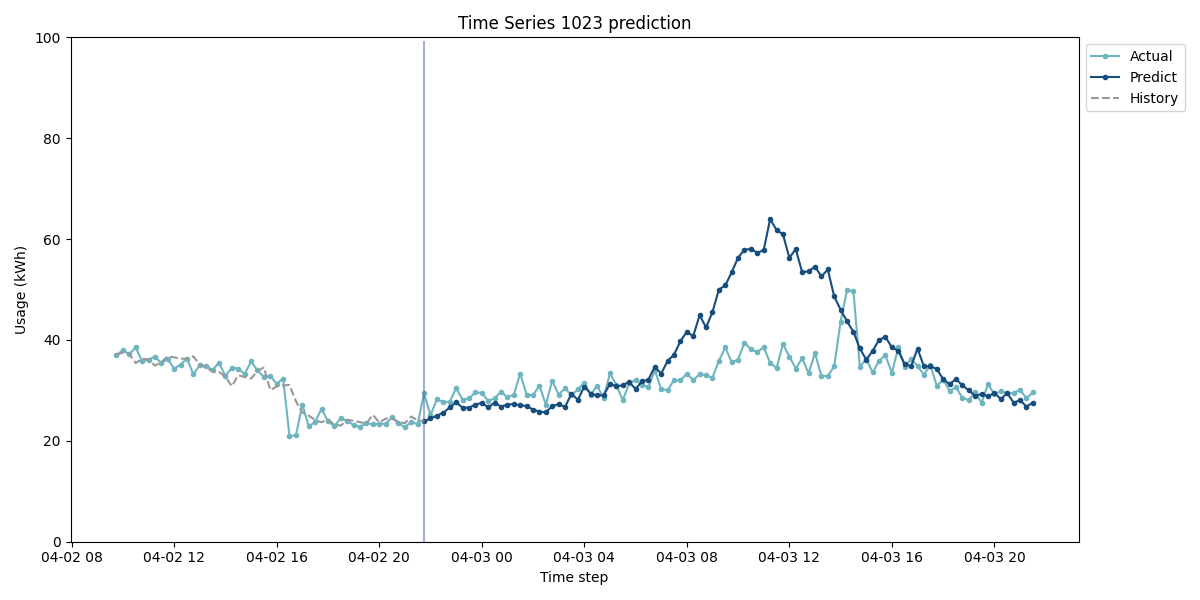 Time Series 1023 prediction
100
80
60
40
20
0
Usage (kWh)
04-02 08
04-02 12
04-02 16
04-02 20
04-03 00
04-03 04
04-03 08
04-03 12
04-03 16
04-03 20
Time step
Actual
Predict
History